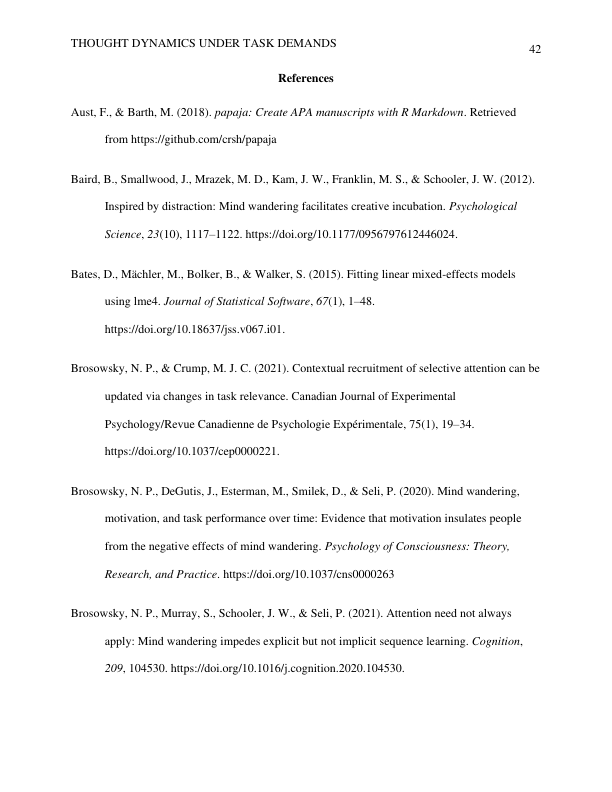 THOUGHT DYNAMICS UNDER TASK DEMANDS
42
References
Aust, F., & Barth, M. (2018). papaja: Create APA manuscripts with R Markdown. Retrieved
from https://github.com/crsh/papaja
Baird, B., Smallwood, J., Mrazek, M. D., Kam, J. W., Franklin, M. S., & Schooler, J. W. (2012).
Inspired by distraction: Mind wandering facilitates creative incubation. Psychological
Science, 23(10), 1117–1122. https://doi.org/10.1177/0956797612446024.
Bates, D., Mächler, M., Bolker, B., & Walker, S. (2015). Fitting linear mixed-effects models
using lme4. Journal of Statistical Software, 67(1), 1–48.
https://doi.org/10.18637/jss.v067.i01.
Brosowsky, N. P., & Crump, M. J. C. (2021). Contextual recruitment of selective attention can be
updated via changes in task relevance. Canadian Journal of Experimental
Psychology/Revue Canadienne de Psychologie Expérimentale, 75(1), 19–34.
https://doi.org/10.1037/cep0000221.
Brosowsky, N. P., DeGutis, J., Esterman, M., Smilek, D., & Seli, P. (2020). Mind wandering,
motivation, and task performance over time: Evidence that motivation insulates people
from the negative effects of mind wandering. Psychology of Consciousness: Theory,
Research, and Practice. https://doi.org/10.1037/cns0000263
Brosowsky, N. P., Murray, S., Schooler, J. W., & Seli, P. (2021). Attention need not always
apply: Mind wandering impedes explicit but not implicit sequence learning. Cognition,
209, 104530. https://doi.org/10.1016/j.cognition.2020.104530.